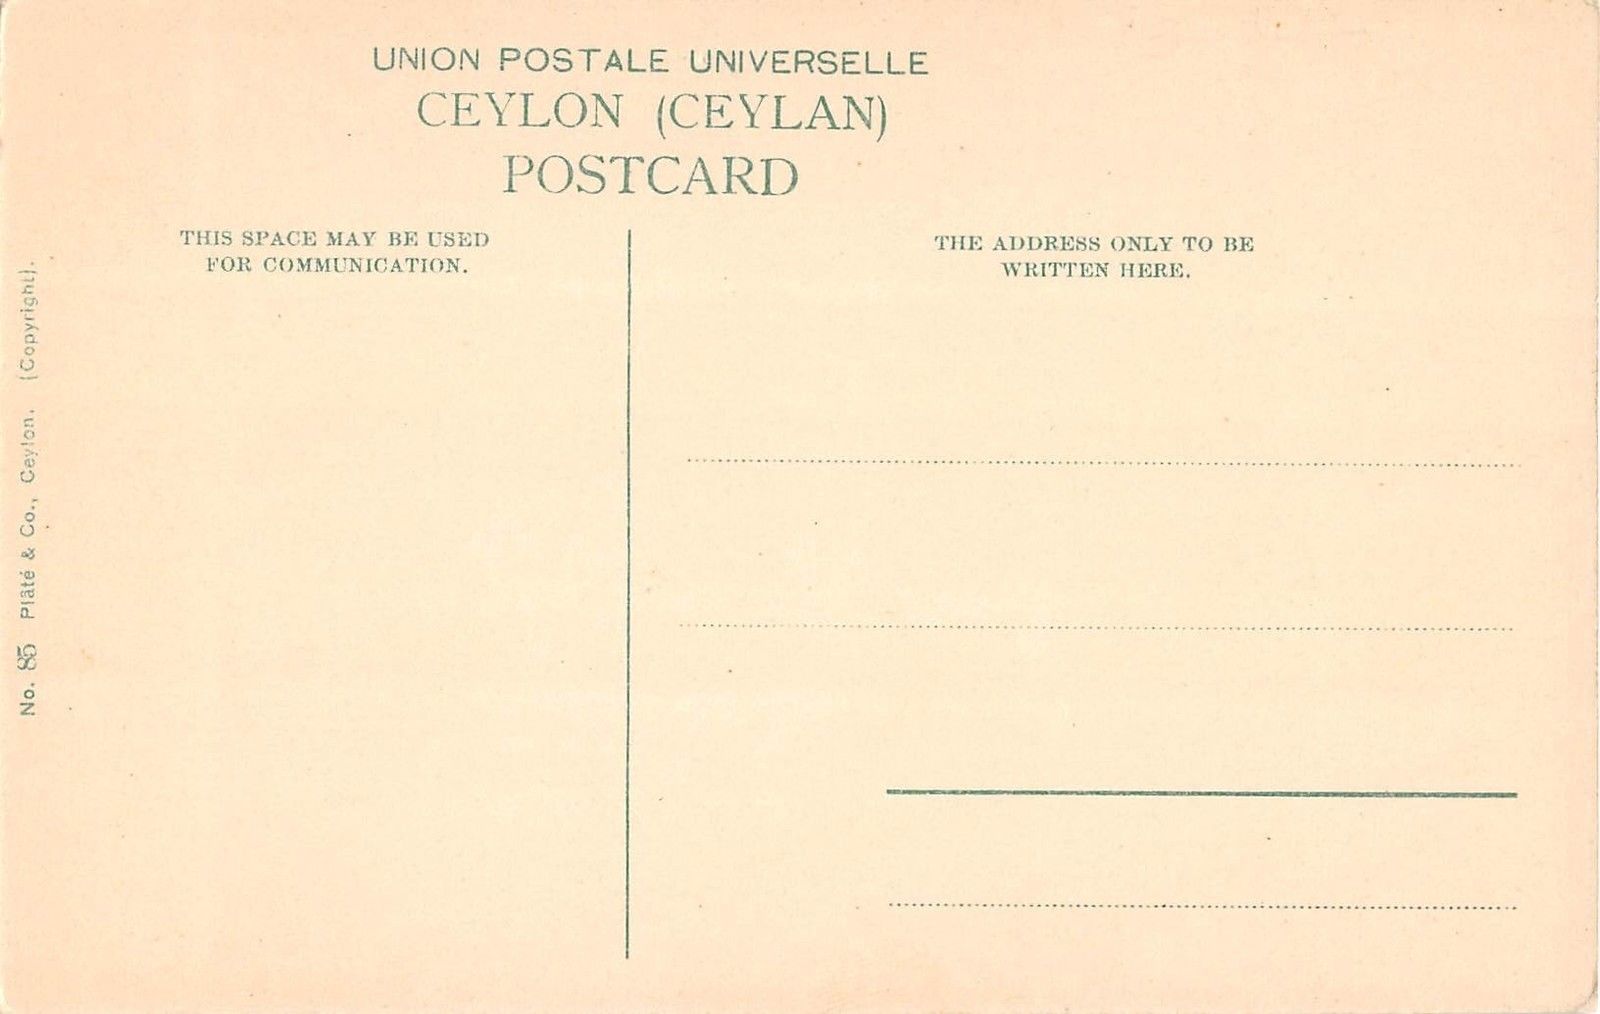 UNION POSTALE UNIVERSELLE
CEYLON (CEYLAN)
POSTCARD
THIS SPACE MAY BE USED
FOR COMMUNICATION.
THE ADDRESS ONLY TO BE
WRITTEN HERE.
No. 85 Plâté & Co., Ceylon. (Copyright).